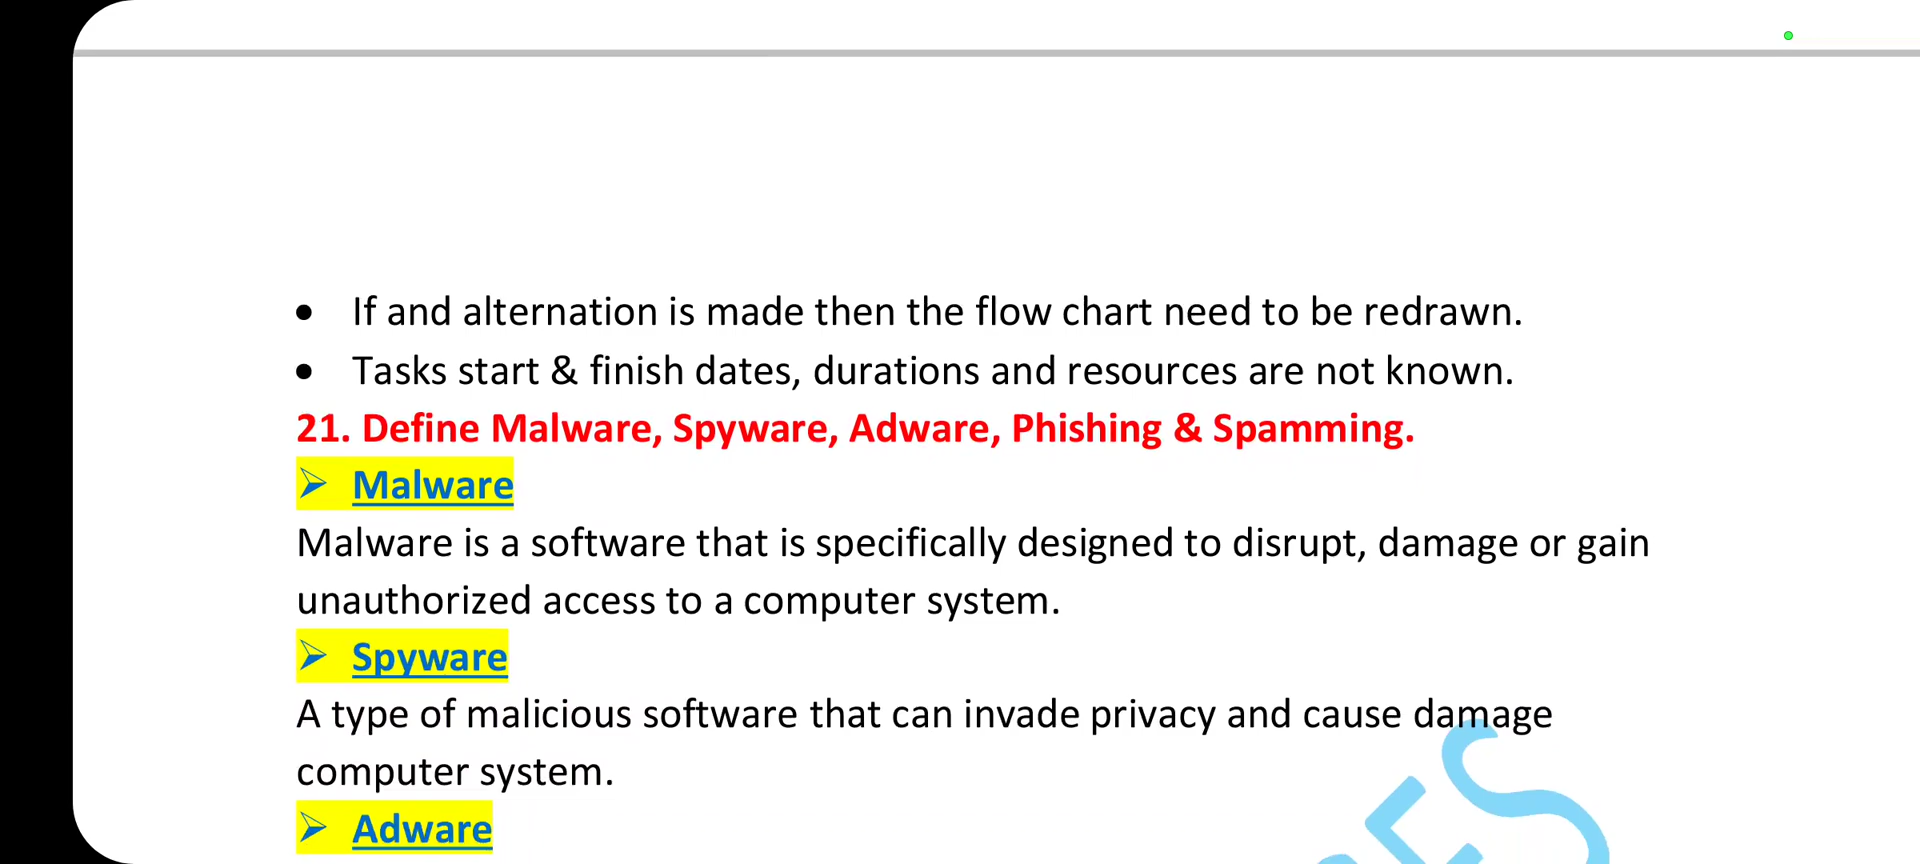 • If and alternation is made then the flow chart need to be redrawn.
• Tasks start & finish dates, durations and resources are not known.
21. Define Malware, Spyware, Adware, Phishing & Spamming.
➢ Malware
Malware is a software that is specifically designed to disrupt, damage or gain
unauthorized access to a computer system.
➢ Spyware
A type of malicious software that can invade privacy and cause damage
computer system.
➢ Adware